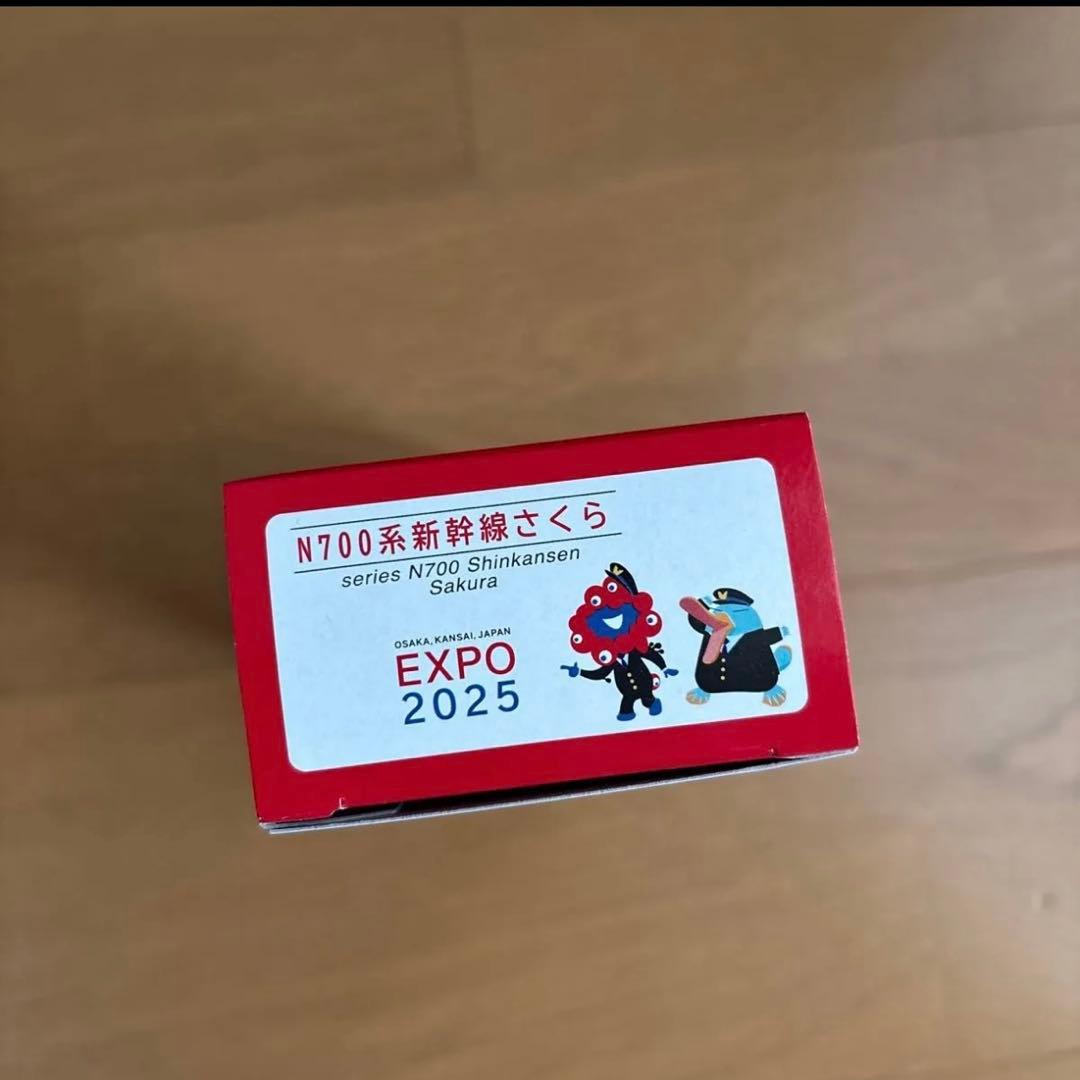 N700系新幹線さくら
series N700 Shinkansen
Sakura
OSAKA, KANSAI, JAPAN
EXPO
2025